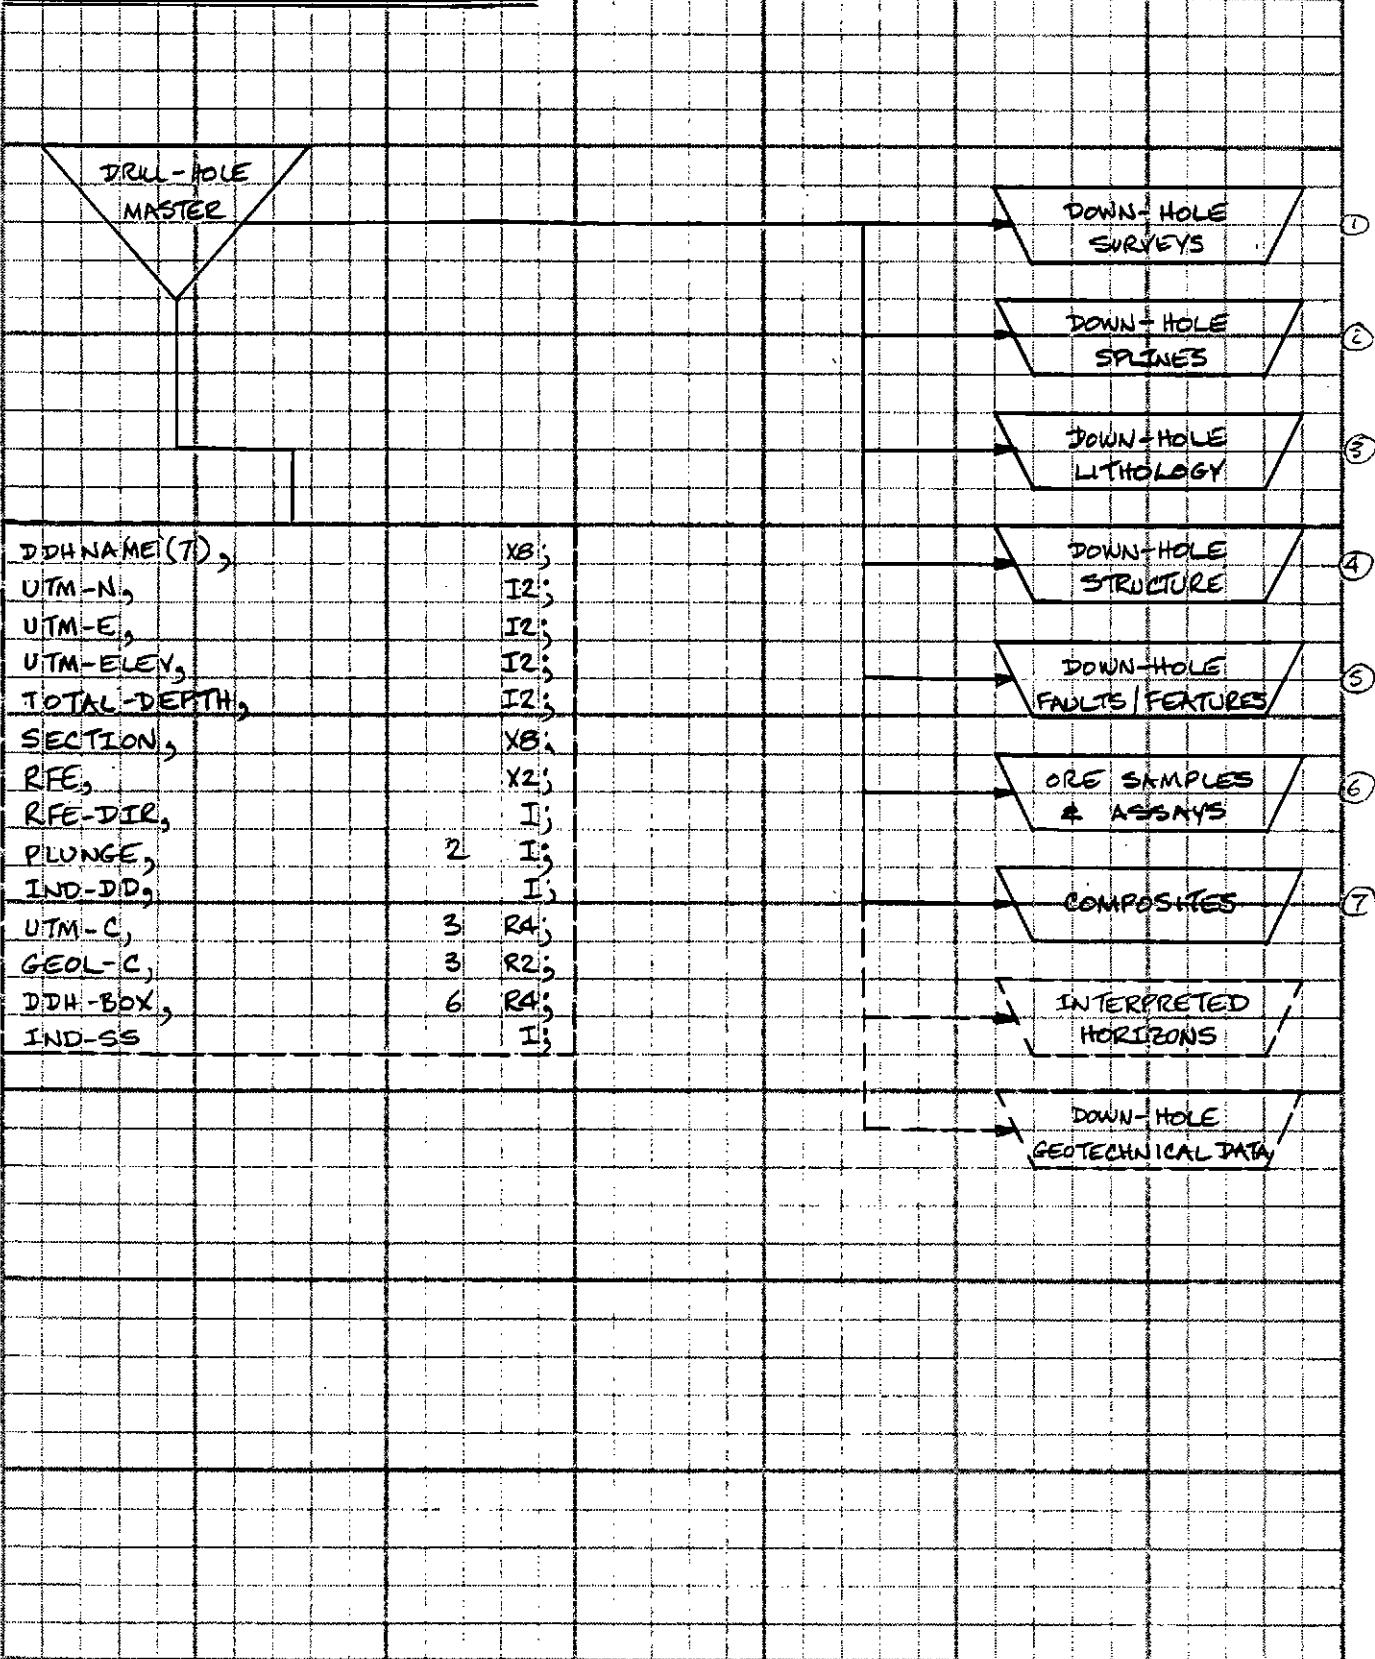 DRILL-HOLE
MASTER
DDHNAME(7), X8;
UTM-N, I2;
UTM-E, I2;
UTM-ELEV, I2;
TOTAL-DEPTH, I2;
SECTION, X8;
RFE, X2;
RFE-DIR, I;
PLUNGE, 2 I;
IND-DD, I;
UTM-C, 3 R4;
GEOL-C, 3 R2;
DDH-BOX, 6 R4;
IND-SS I;
DOWN-HOLE
SURVEYS
1
DOWN-HOLE
SPLINES
2
DOWN-HOLE
LITHOLOGY
3
DOWN-HOLE
STRUCTURE
4
DOWN-HOLE
FAULTS/FEATURES
5
ORE SAMPLES
& ASSAYS
6
COMPOSITES
7
INTERPRETED
HORIZONS
DOWN-HOLE
GEOTECHNICAL DATA